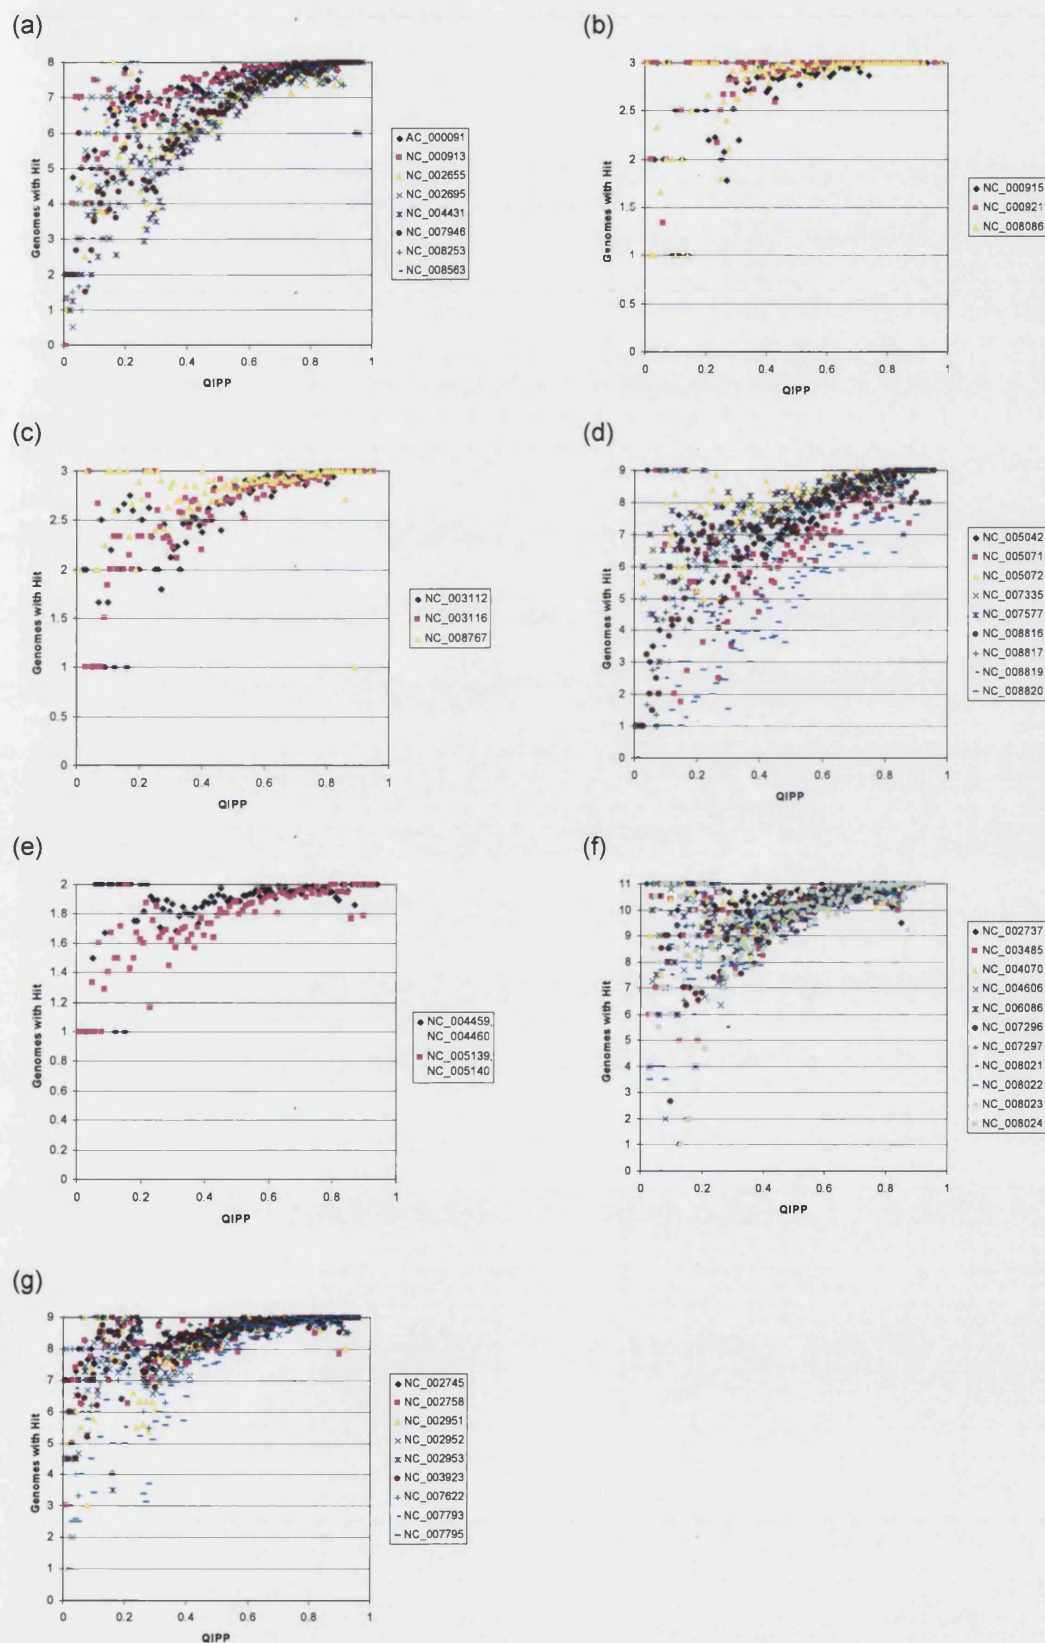 (a)
8
7
6
5
4
3
2
1
0
0 0.2 0.4 0.6 0.8 1
Genomes with Hit
QIPP
AC_000091
NC_000913
NC_002655
NC_002695
NC_004431
NC_007946
NC_008253
NC_008563
(b)
3
2.5
2
1.5
1
0.5
0
0 0.2 0.4 0.6 0.8 1
Genomes with Hit
QIPP
NC_000915
NC_000921
NC_008086
(c)
3
2.5
2
1.5
1
0.5
0
0 0.2 0.4 0.6 0.8 1
Genomes with Hit
QIPP
NC_003112
NC_003116
NC_008767
(d)
9
8
7
6
5
4
3
2
1
0
0 0.2 0.4 0.6 0.8 1
Genomes with Hit
QIPP
NC_005042
NC_005071
NC_005072
NC_007335
NC_007577
NC_008816
NC_008817
NC_008819
NC_008820
(e)
2
1.8
1.6
1.4
1.2
1
0.8
0.6
0.4
0.2
0
0 0.2 0.4 0.6 0.8 1
Genomes with Hit
QIPP
NC_004459,
NC_004460
NC_005139,
NC_005140
(f)
11
10
9
8
7
6
5
4
3
2
1
0
0 0.2 0.4 0.6 0.8 1
Genomes with Hit
QIPP
NC_002737
NC_003485
NC_004070
NC_004606
NC_006086
NC_007296
NC_007297
NC_008021
NC_008022
NC_008023
NC_008024
(g)
9
8
7
6
5
4
3
2
1
0
0 0.2 0.4 0.6 0.8 1
Genomes with Hit
QIPP
NC_002745
NC_002758
NC_002951
NC_002952
NC_002953
NC_003923
NC_007622
NC_007793
NC_007795